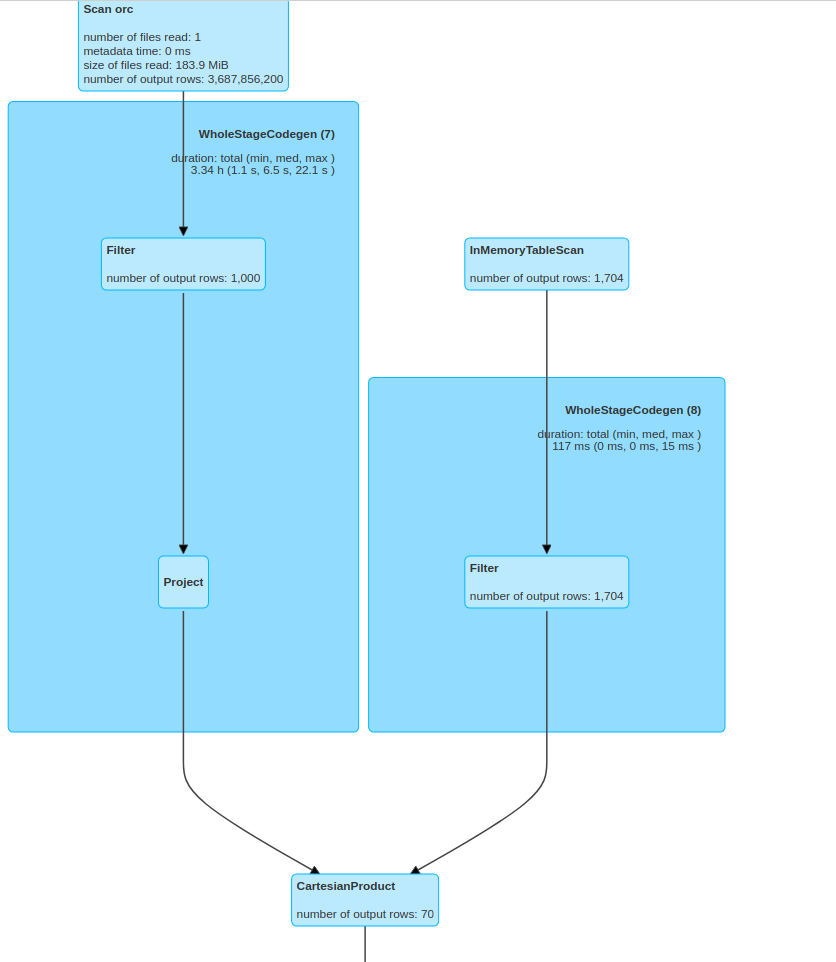 Scan orc
number of files read: 1
metadata time: 0 ms
size of files read: 183.9 MiB
number of output rows: 3,687,856,200
WholeStageCodegen (7)
duration: total (min, med, max )
3.34 h (1.1 s, 6.5 s, 22.1 s )
Filter
number of output rows: 1,000
InMemoryTableScan
number of output rows: 1,704
WholeStageCodegen (8)
duration: total (min, med, max )
117 ms (0 ms, 0 ms, 15 ms )
Project
Filter
number of output rows: 1,704
CartesianProduct
number of output rows: 70